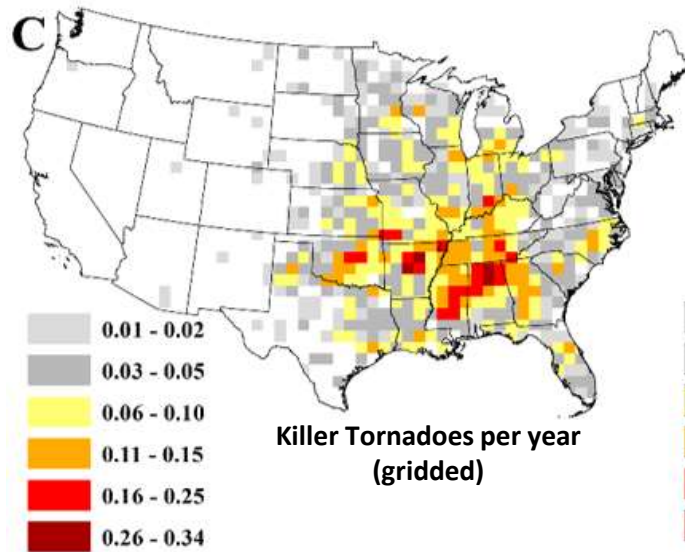 C
0.01 - 0.02
0.03 - 0.05
0.06 - 0.10
0.11 - 0.15
0.16 - 0.25
0.26 - 0.34
Killer Tornadoes per year
(gridded)